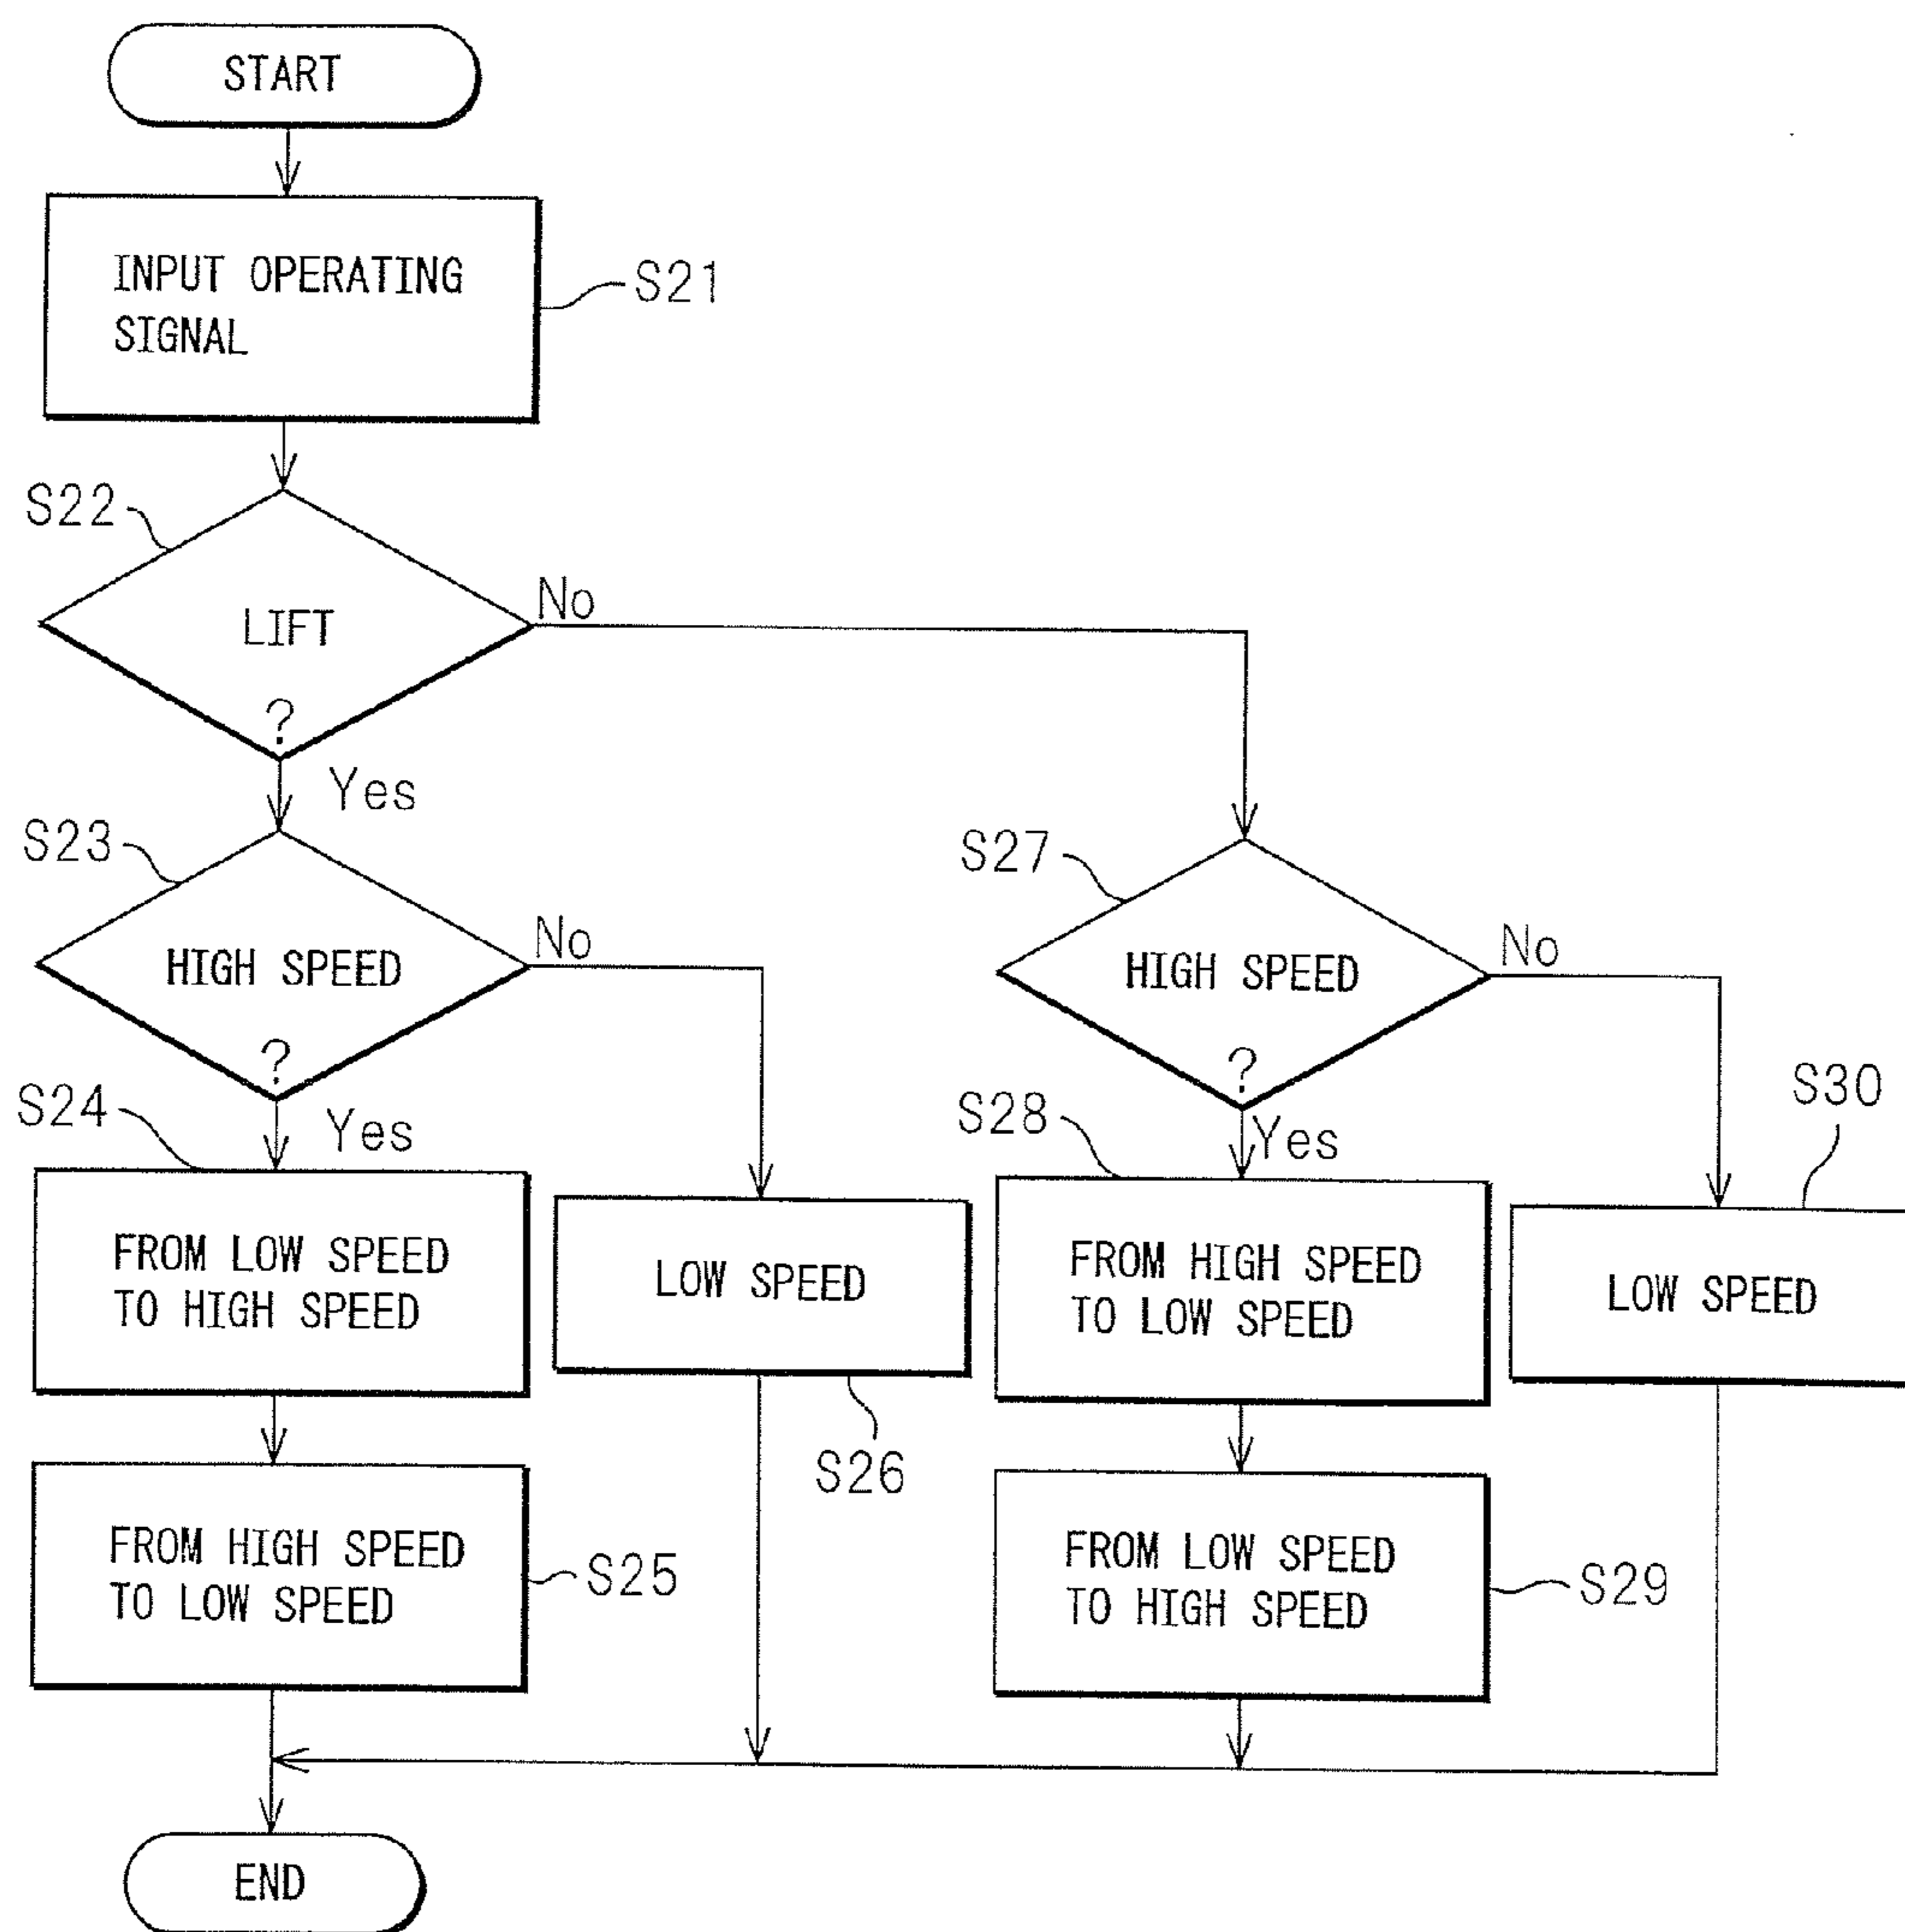 START
INPUT OPERATING
SIGNAL
S21
S22
LIFT
?
No
Yes
S23
HIGH SPEED
?
No
Yes
S24
FROM LOW SPEED
TO HIGH SPEED
FROM HIGH SPEED
TO LOW SPEED
S25
LOW SPEED
S26
S27
HIGH SPEED
?
No
Yes
S28
FROM HIGH SPEED
TO LOW SPEED
FROM LOW SPEED
TO HIGH SPEED
S29
S30
LOW SPEED
END